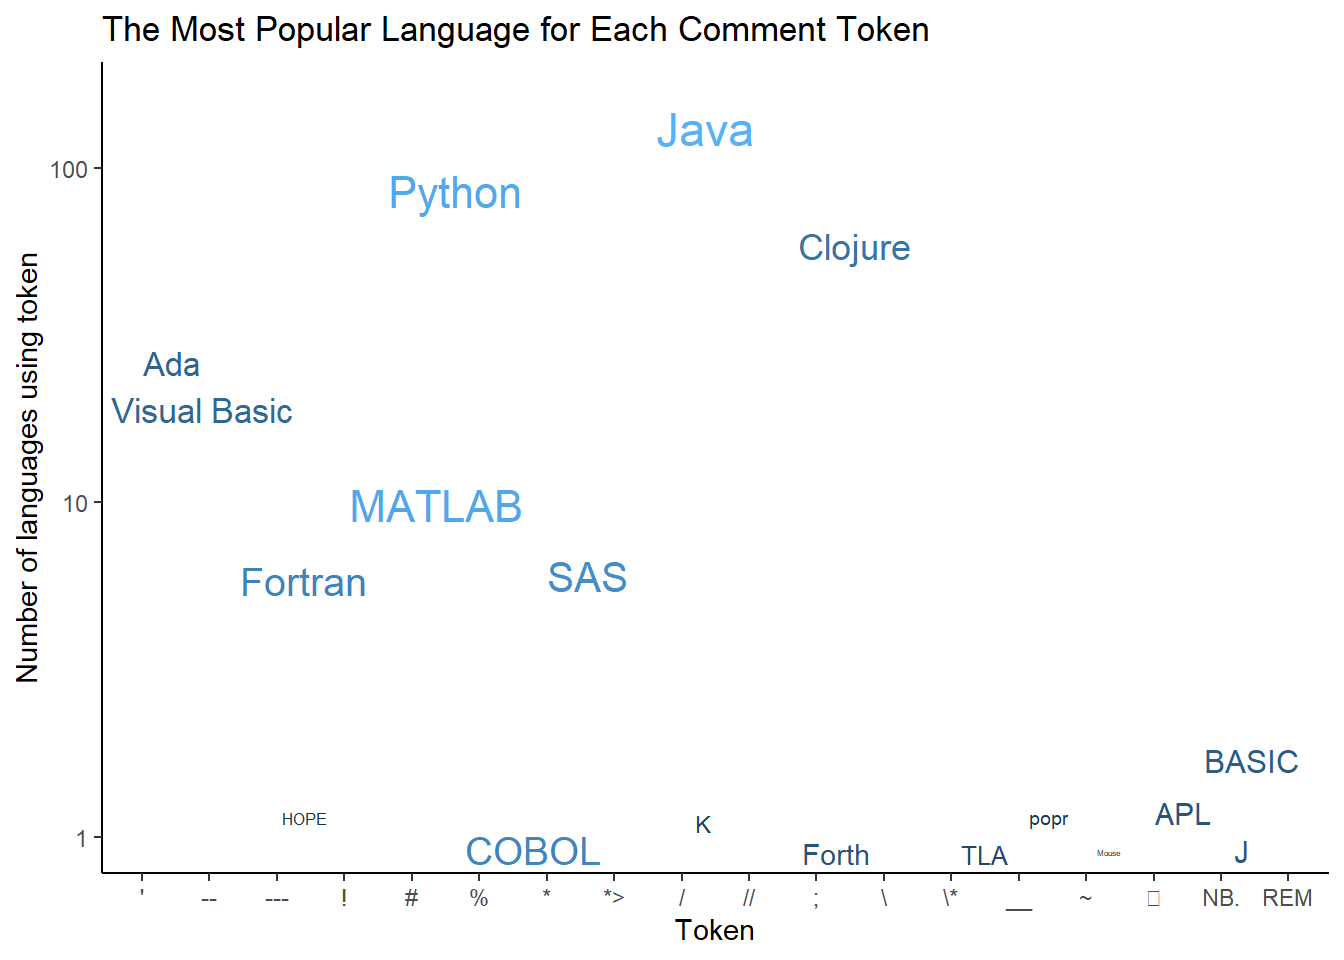 The Most Popular Language for Each Comment Token
Number of languages using token
100
10
1
Java
Python
Clojure
Ada
Visual Basic
MATLAB
Fortran
SAS
BASIC
HOPE
K
popr
APL
COBOL
Forth
TLA
Mouse
J
' -- --- ! # % * *> / // ; \ \* __ ~ NB. REM
Token